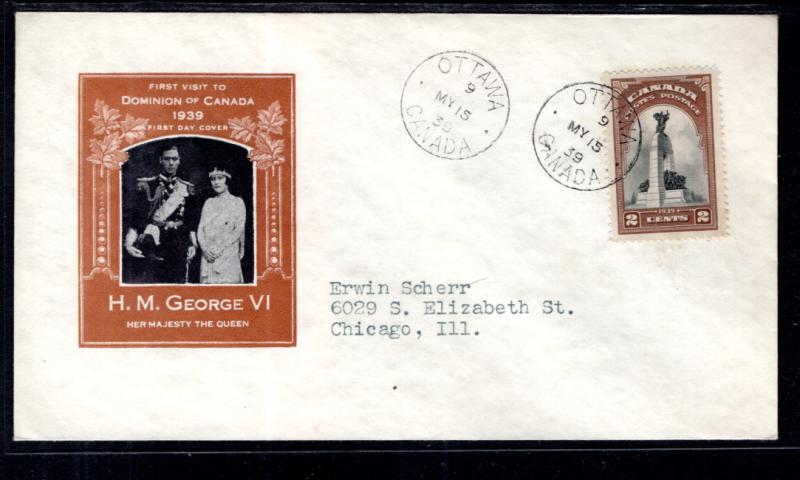 FIRST VISIT TO
DOMINION OF CANADA
1939
FIRST DAY COVER
H. M. GEORGE VI
HER MAJESTY THE QUEEN
OTTAWA
9
MY 15
39
CANADA
OTTAWA
9
MY 15
39
CANADA
CANADA
POSTES POSTAGE
1939
2 CENTS 2
Erwin Scherr
6029 S. Elizabeth St.
Chicago, Ill.